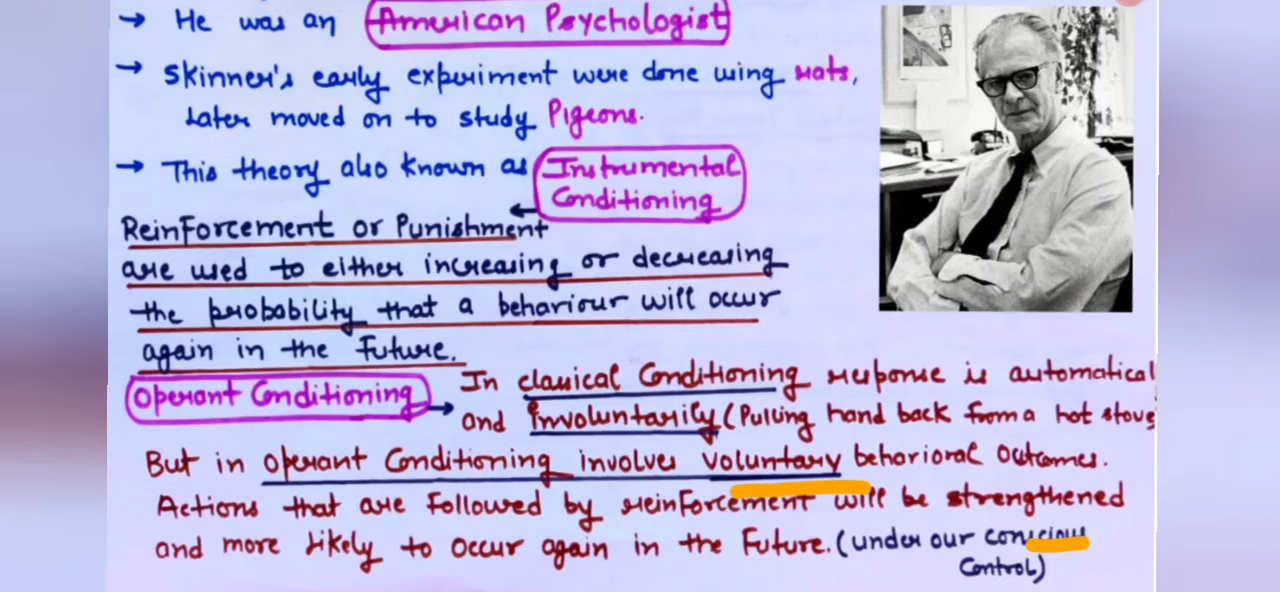 → He was an American Psychologist
→ Skinner's early experiment were done using rats,
Later moved on to study Pigeons.
→ This theory also known as Instrumental
Conditioning
Reinforcement or Punishment ←
are used to either increasing or decreasing
the probability that a behaviour will occur
again in the Future.
Operant Conditioning → In classical Conditioning response is automatical
and involuntarily (Pulling hand back from a hot stove
But in operant Conditioning involves voluntary behavioral outcomes.
Actions that are Followed by reinforcement will be strengthened
and more likely to occur again in the Future. (under our conscious
Control)